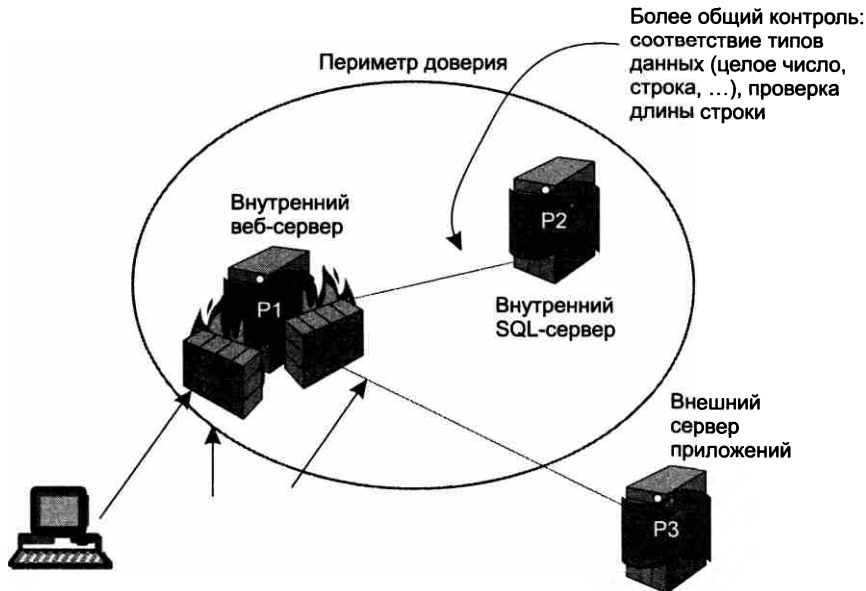 Более общий контроль:
соответствие типов
данных (целое число,
строка, ...), проверка
длины строки
Периметр доверия
Внутренний
веб-сервер
P1
P2
Внутренний
SQL-сервер
Внешний
сервер
приложений
P3